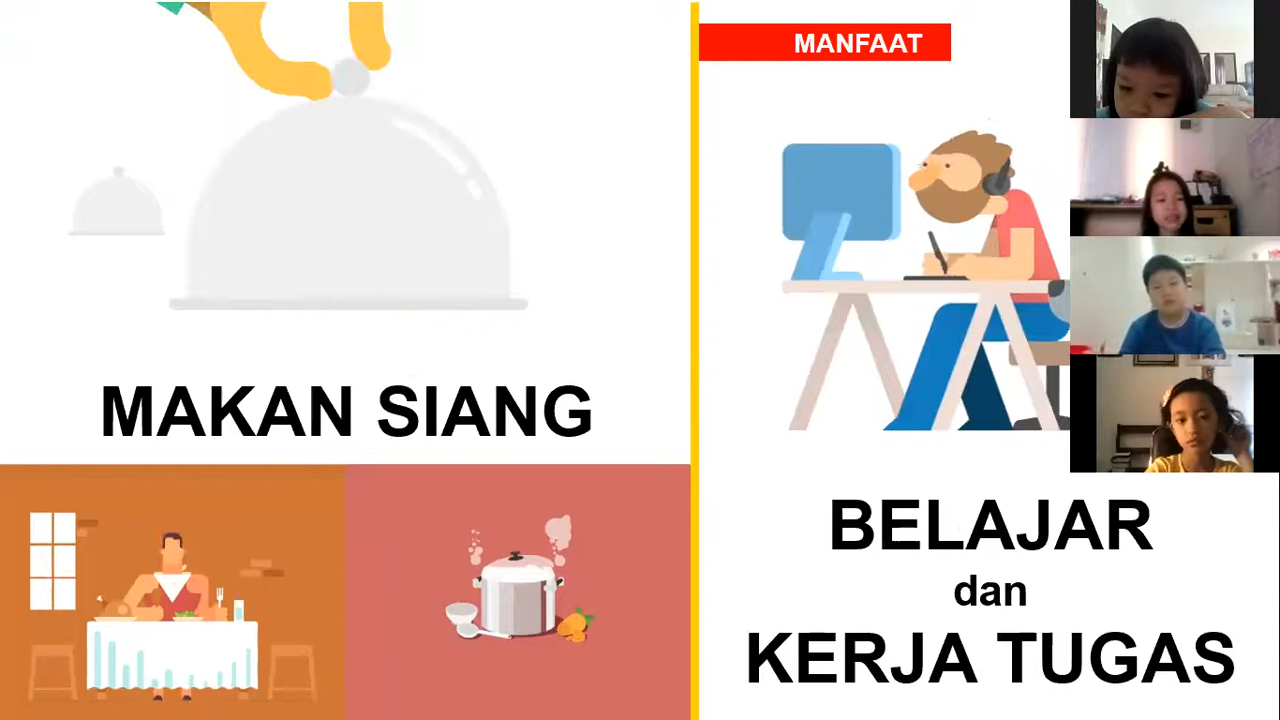 MAKAN SIANG
MANFAAT
BELAJAR
dan
KERJA TUGAS